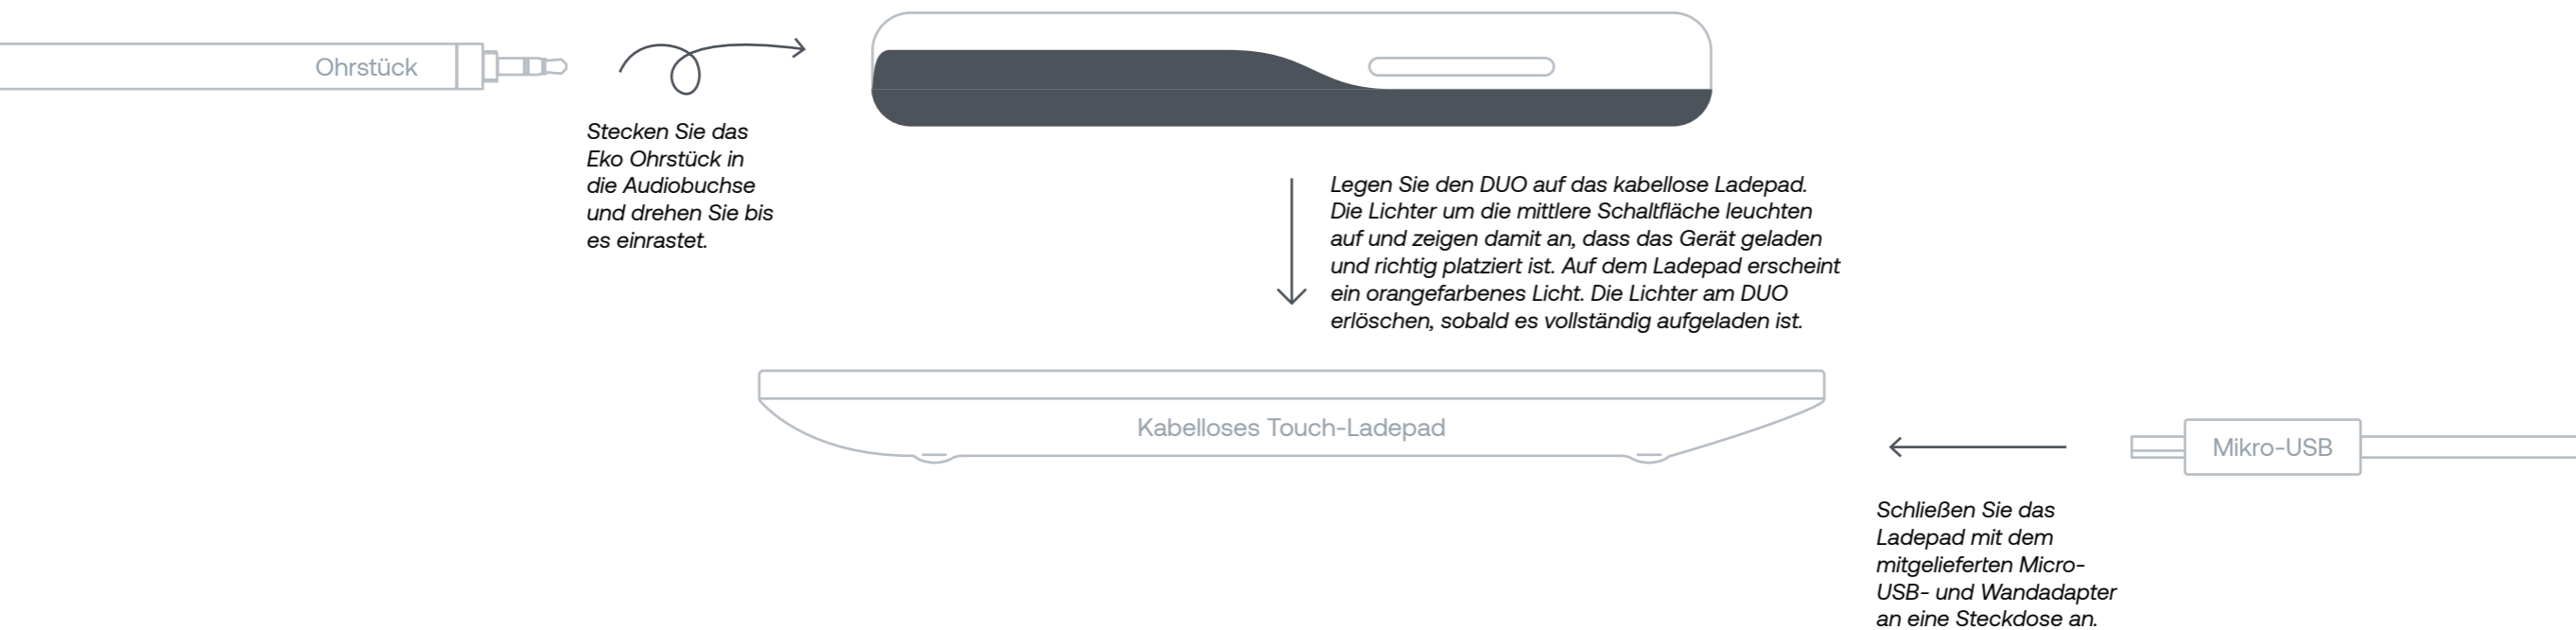 Ohrstück
Stecken Sie das
Eko Ohrstück in
die Audiobuchse
und drehen Sie bis
es einrastet.
Legen Sie den DUO auf das kabellose Ladepad.
Die Lichter um die mittlere Schaltfläche leuchten
auf und zeigen damit an, dass das Gerät geladen
und richtig platziert ist. Auf dem Ladepad erscheint
ein orangefarbenes Licht. Die Lichter am DUO
erlöschen, sobald es vollständig aufgeladen ist.
Kabelloses Touch-Ladepad
Mikro-USB
Schließen Sie das
Ladepad mit dem
mitgelieferten Micro-
USB- und Wandadapter
an eine Steckdose an.